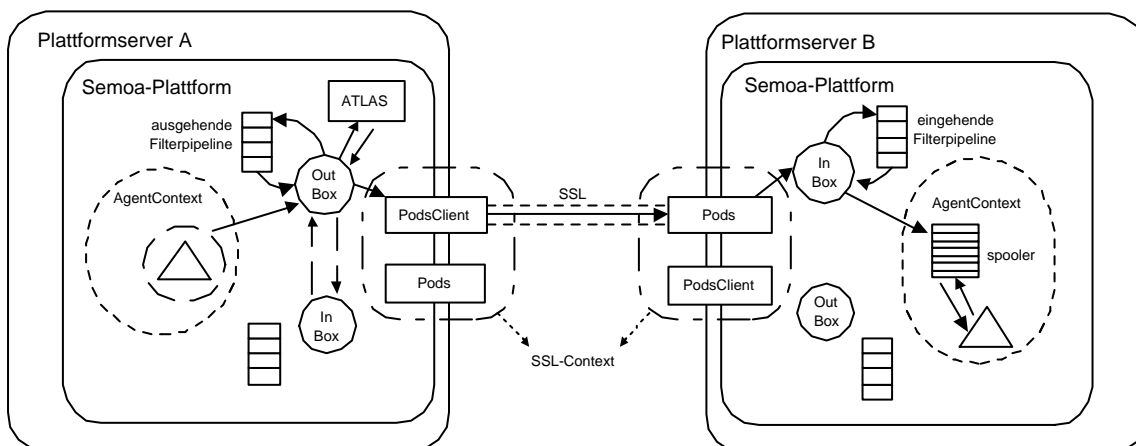 Plattformserver A
Semoa-Plattform
ATLAS
ausgehende
Filterpipeline
Out
Box
AgentContext
PodsClient
Pods
In
Box
SSL
SSL-Context
Plattformserver B
Semoa-Plattform
eingehende
Filterpipeline
In
Box
Pods
AgentContext
spooler
PodsClient
Out
Box